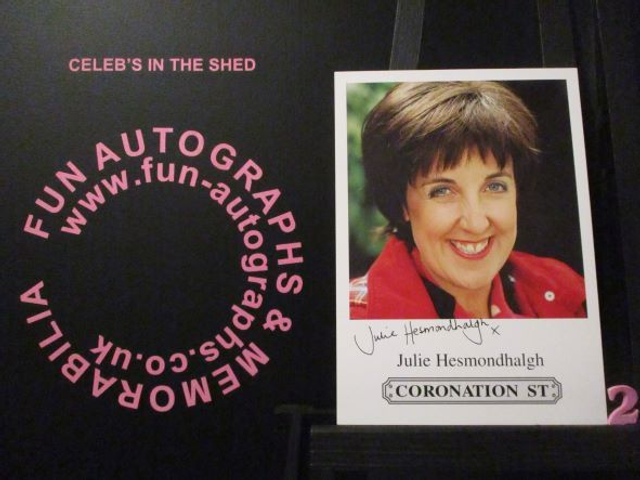 CELEB'S IN THE SHED
FUN AUTOGRAPHS & MEMORABILIA
www.fun-autographs.co.uk
Julie Hesmondhalgh x
Julie Hesmondhalgh
CORONATION ST
2